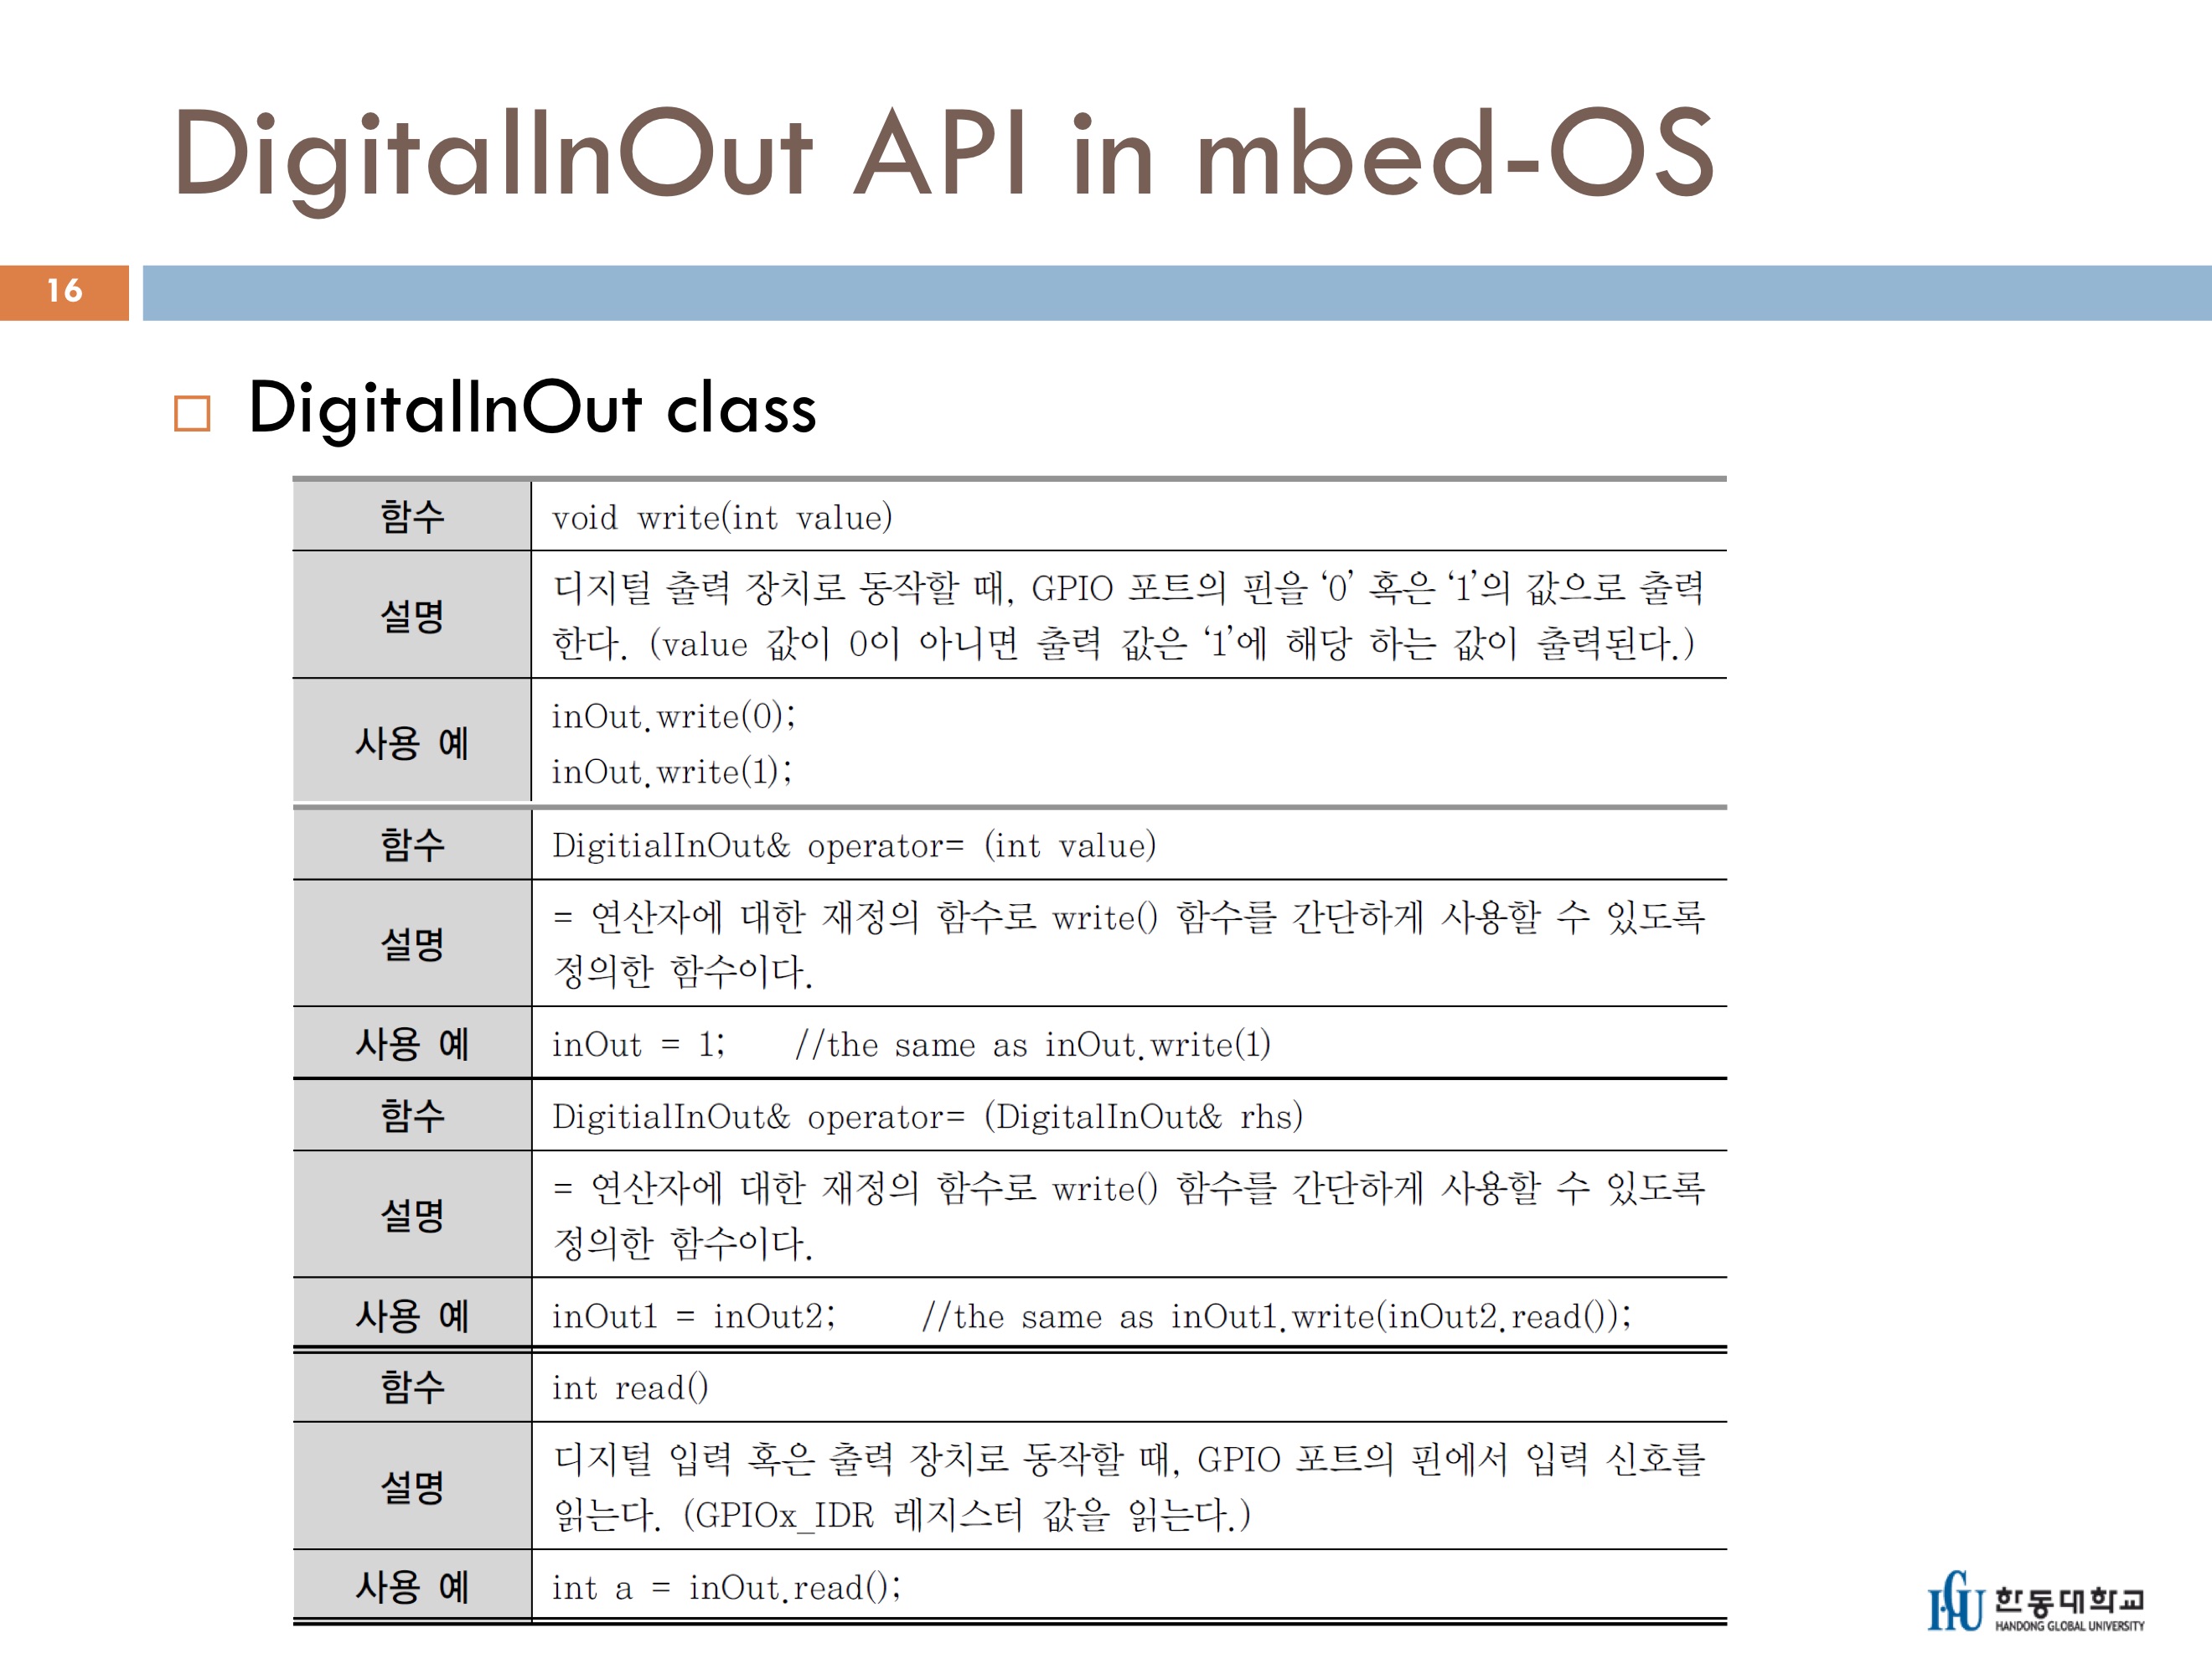 DigitalInOut API in mbed-OS
16
DigitalInOut class
함수 void write(int value)
설명 디지털 출력 장치로 동작할 때, GPIO 포트의 핀을 ‘0’ 혹은 ‘1’의 값으로 출력
한다. (value 값이 0이 아니면 출력 값은 ‘1’에 해당 하는 값이 출력된다.)
사용 예 inOut.write(0);
inOut.write(1);
함수 DigitialInOut& operator= (int value)
설명 = 연산자에 대한 재정의 함수로 write() 함수를 간단하게 사용할 수 있도록
정의한 함수이다.
사용 예 inOut = 1; //the same as inOut.write(1)
함수 DigitialInOut& operator= (DigitalInOut& rhs)
설명 = 연산자에 대한 재정의 함수로 write() 함수를 간단하게 사용할 수 있도록
정의한 함수이다.
사용 예 inOut1 = inOut2; //the same as inOut1.write(inOut2.read());
함수 int read()
설명 디지털 입력 혹은 출력 장치로 동작할 때, GPIO 포트의 핀에서 입력 신호를
읽는다. (GPIOx_IDR 레지스터 값을 읽는다.)
사용 예 int a = inOut.read();
HGU 한동대학교
HANDONG GLOBAL UNIVERSITY